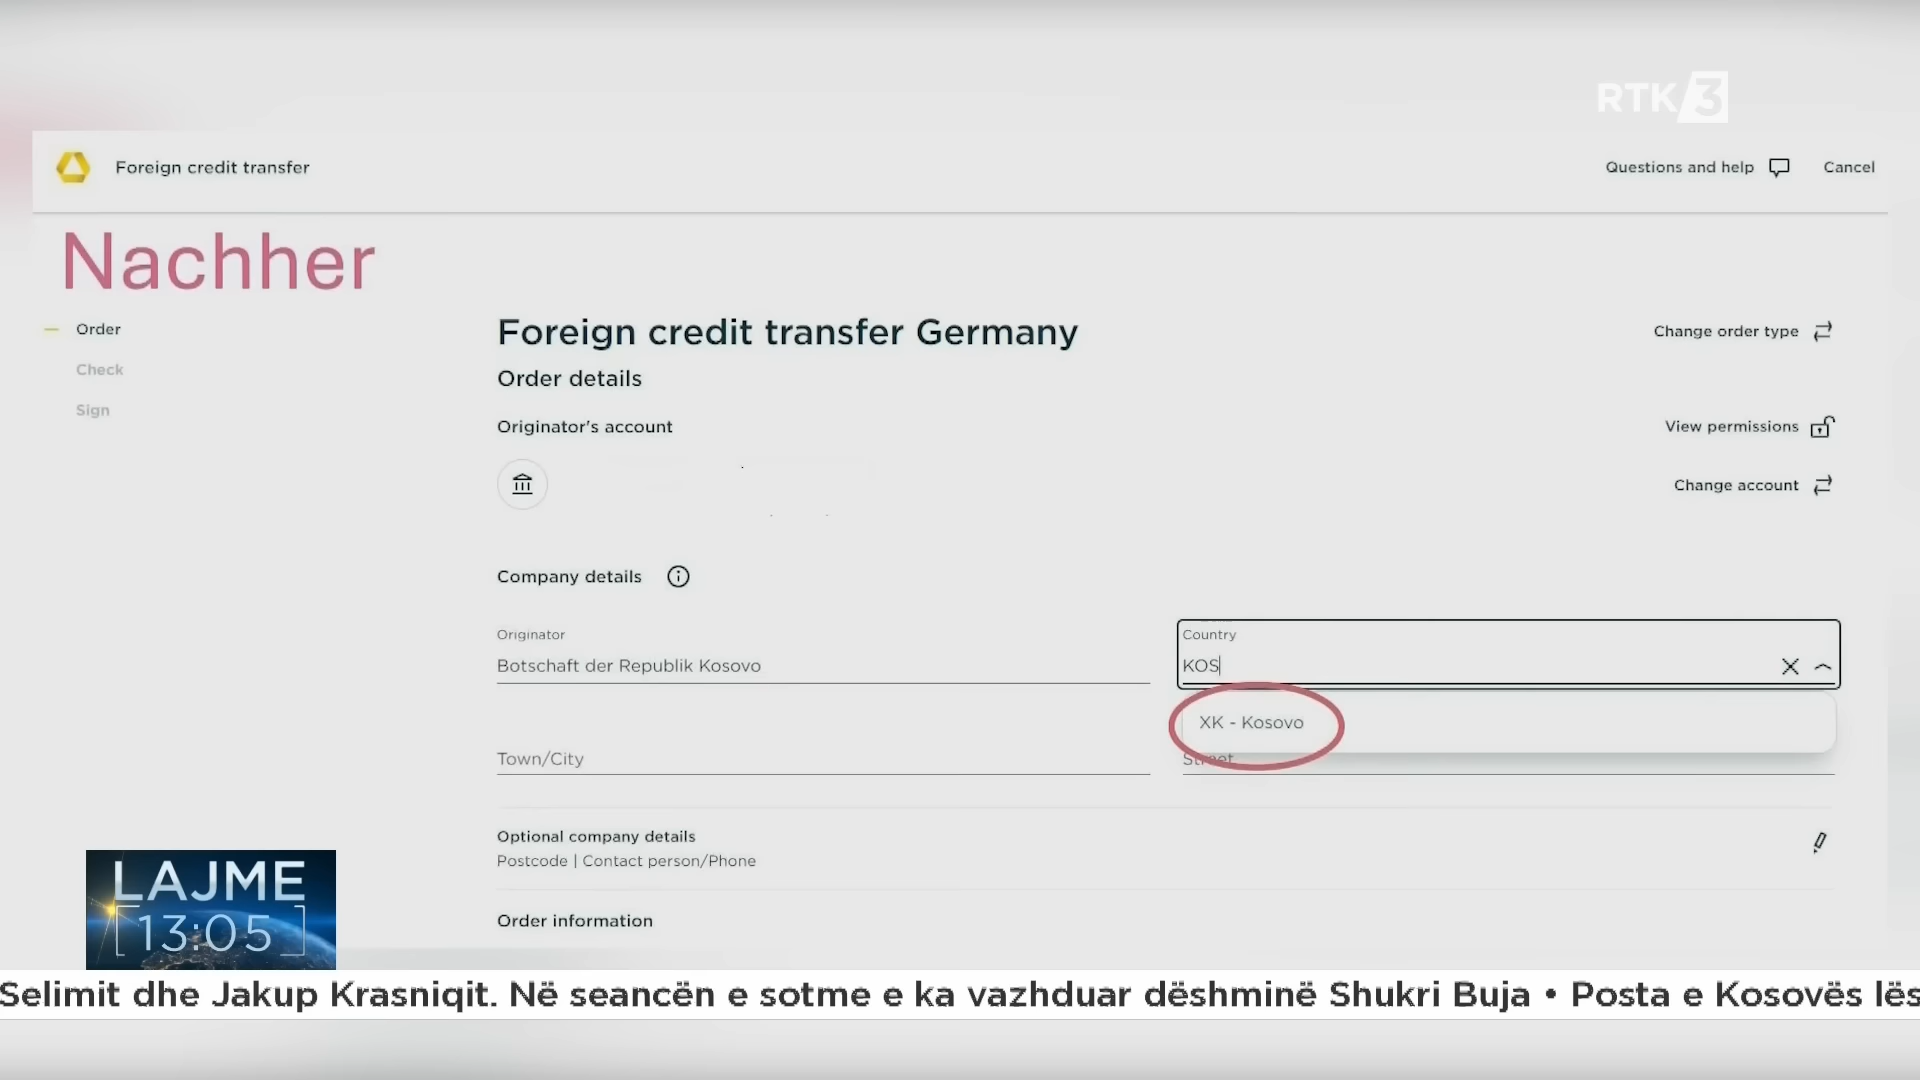 RTK/3
Foreign credit transfer
Questions and help
Cancel
Nachher
Order
Check
Sign
Foreign credit transfer Germany
Change order type
Order details
Originator's account
View permissions
Change account
Company details
Originator
Botschaft der Republik Kosovo
Country
KOS
XK - Kosovo
Town/City
Street
Optional company details
Postcode | Contact person/Phone
Order information
LAJME
[13:05]
Selimit dhe Jakup Krasniqit. Në seancën e sotme e ka vazhduar dëshminë Shukri Buja • Posta e Kosovës lës